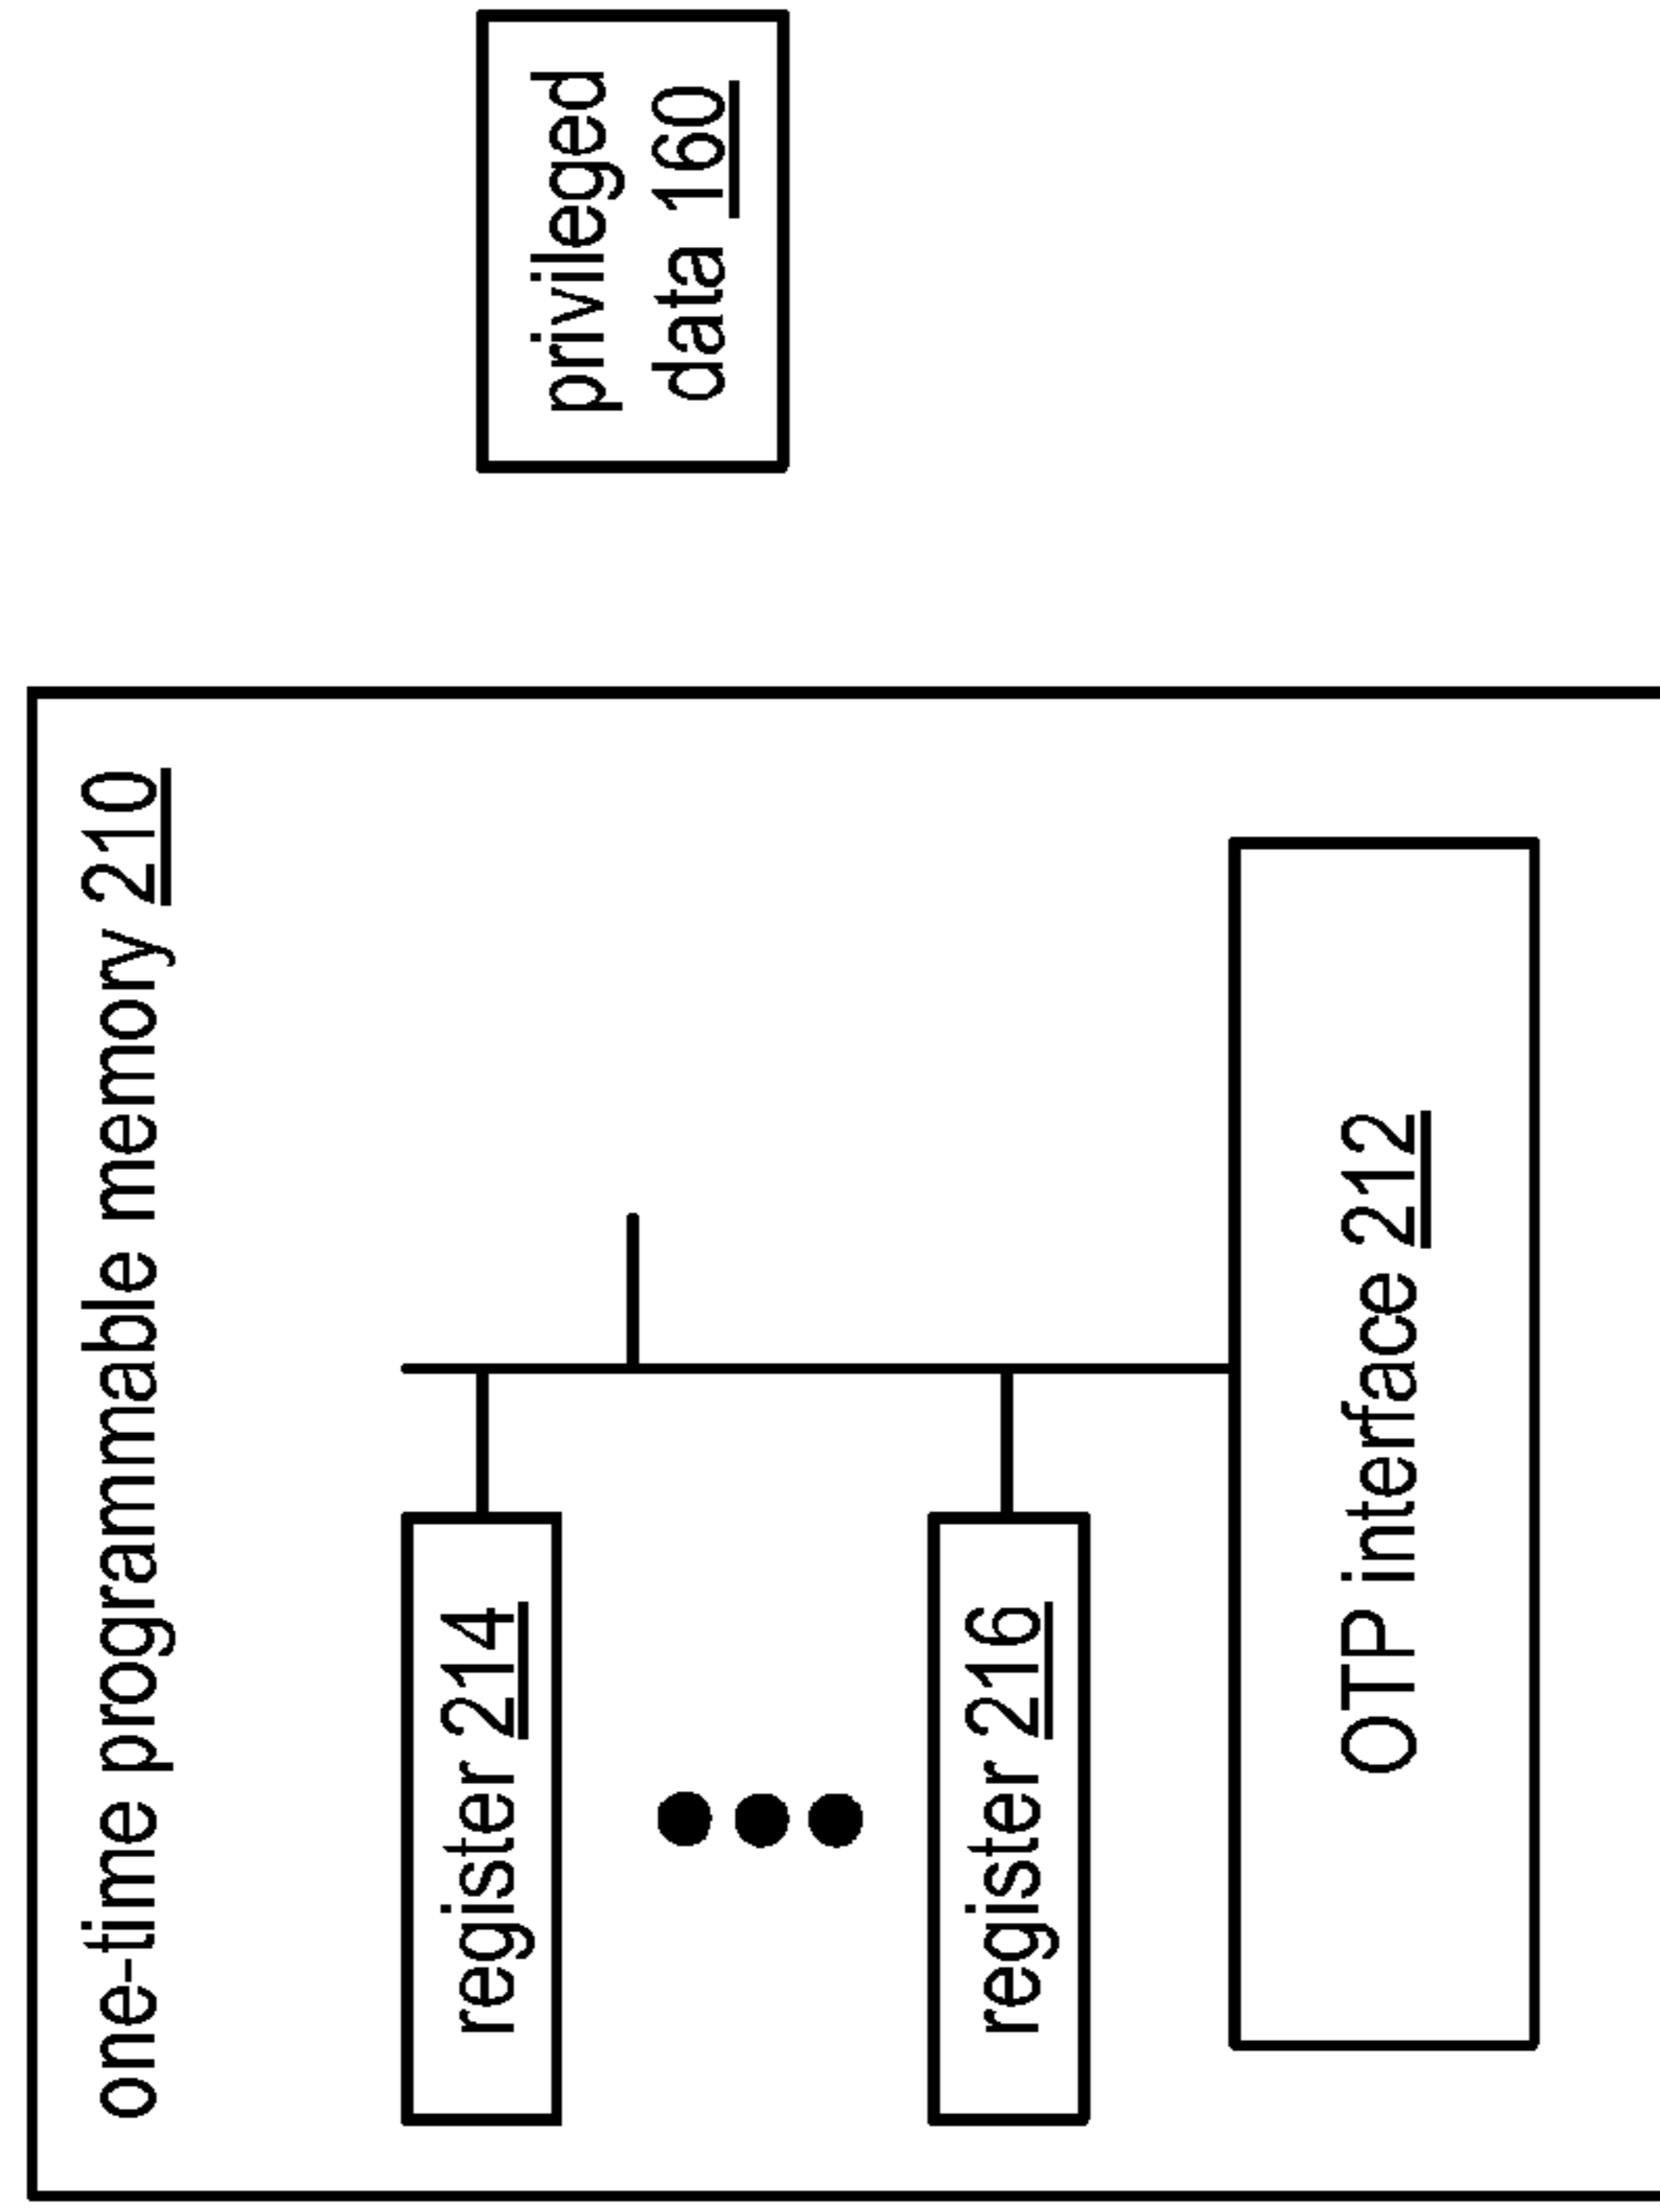 one-time programmable memory 210
register 214
register 216
OTP interface 212
privileged
data 160